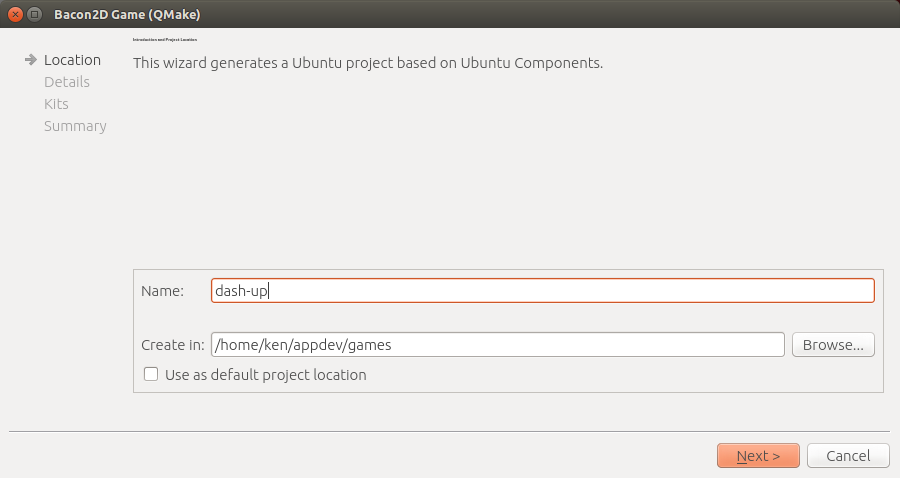 Bacon2D Game (QMake)
Location
Details
Kits
Summary
Introduction and Project Location
This wizard generates a Ubuntu project based on Ubuntu Components.
Name: dash-up
Create in: /home/ken/appdev/games Browse...
Use as default project location
Next > Cancel